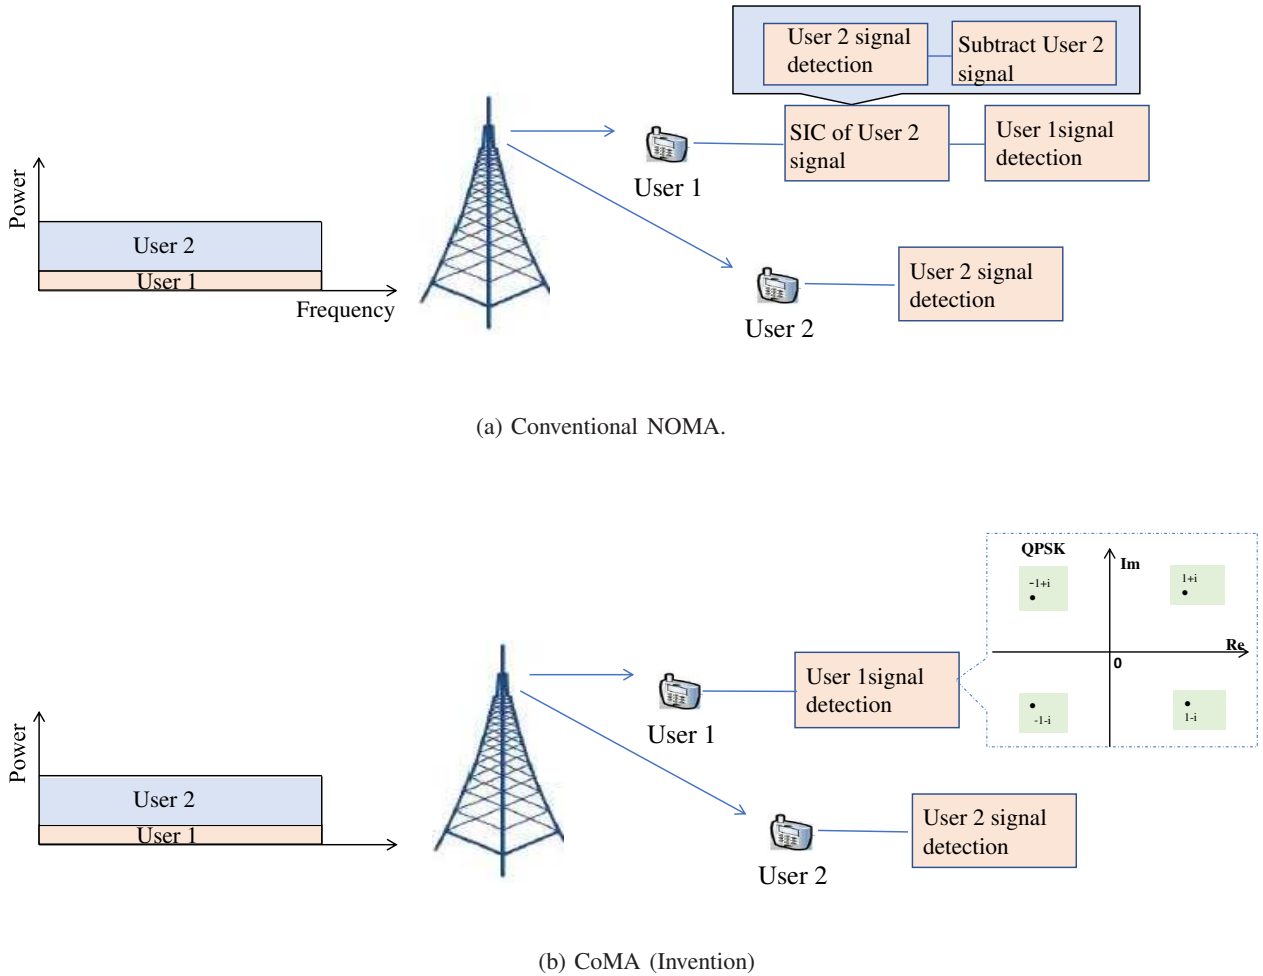 User 2 signal
detection
Subtract User 2
signal
SIC of User 2
signal
User 1signal
detection
User 1
Power
User 2
User 1
Frequency
User 2 signal
detection
User 2
(a) Conventional NOMA.
QPSK
Im
-1+i
1+i
Re
0
-1-i
1-i
User 1signal
detection
User 1
Power
User 2
User 1
User 2 signal
detection
User 2
(b) CoMA (Invention)